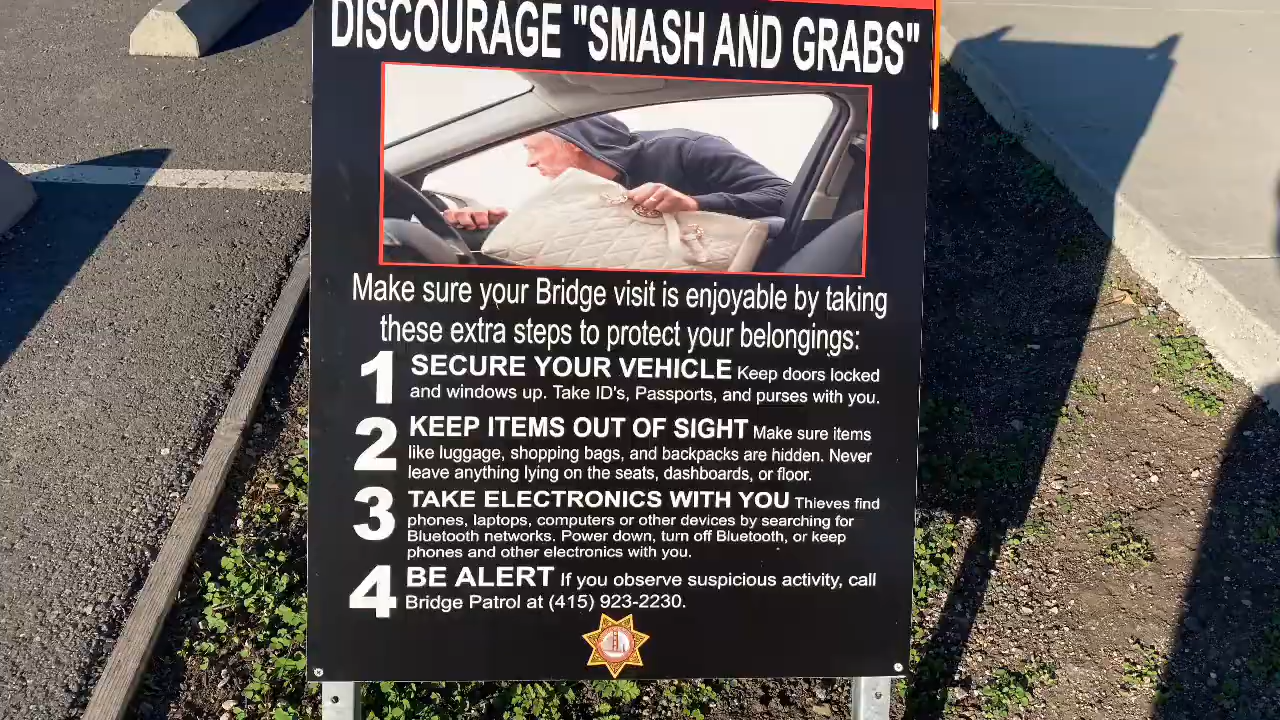 DISCOURAGE "SMASH AND GRABS"
Make sure your Bridge visit is enjoyable by taking
these extra steps to protect your belongings:
1 SECURE YOUR VEHICLE Keep doors locked
and windows up. Take ID's, Passports, and purses with you.
2 KEEP ITEMS OUT OF SIGHT Make sure items
like luggage, shopping bags, and backpacks are hidden. Never
leave anything lying on the seats, dashboards, or floor.
3 TAKE ELECTRONICS WITH YOU Thieves find
phones, laptops, computers or other devices by searching for
Bluetooth networks. Power down, turn off Bluetooth, or keep
phones and other electronics with you.
4 BE ALERT If you observe suspicious activity, call
Bridge Patrol at (415) 923-2230.